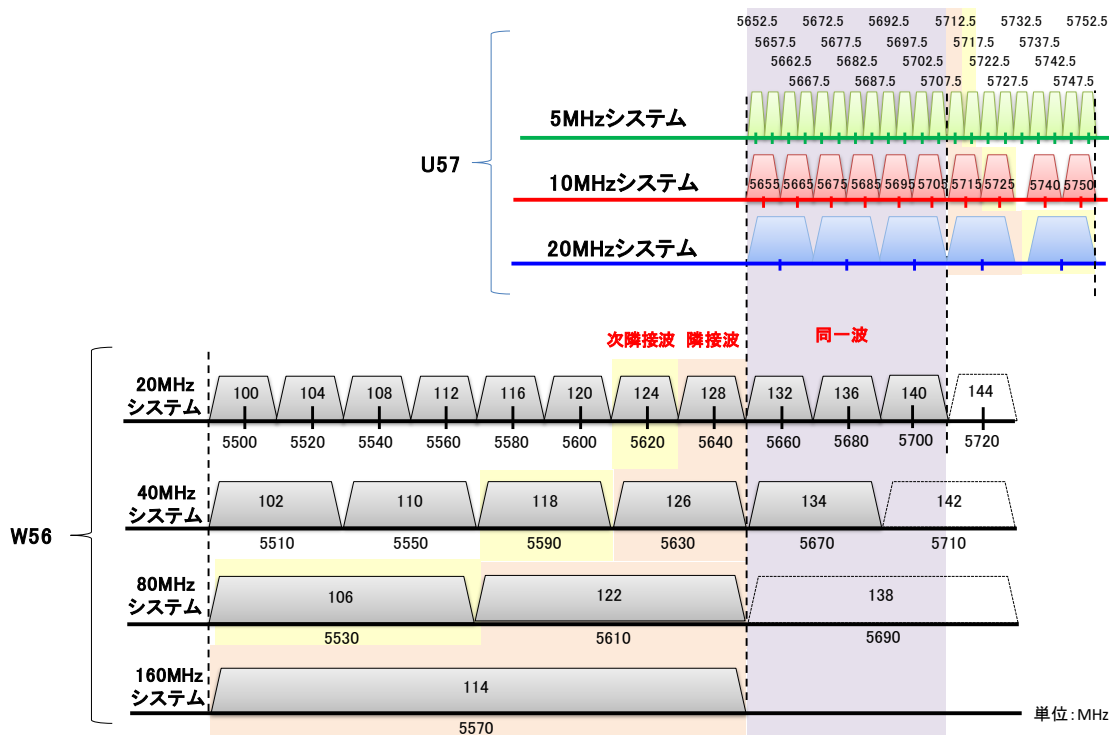 5652.5 5672.5 5692.5 5712.5 5732.5 5752.5
5657.5 5677.5 5697.5 5717.5 5737.5
5662.5 5682.5 5702.5 5722.5 5742.5
5667.5 5687.5 5707.5 5727.5 5747.5
U57
5MHzシステム
10MHzシステム
5655 5665 5675 5685 5695 5705 5715 5725 5740 5750
20MHzシステム
次隣接波 隣接波 同一波
W56
20MHz
システム
100 104 108 112 116 120 124 128 132 136 140 144
5500 5520 5540 5560 5580 5600 5620 5640 5660 5680 5700 5720
40MHz
システム
102 110 118 126 134 142
5510 5550 5590 5630 5670 5710
80MHz
システム
106 122 138
5530 5610 5690
160MHz
システム
114
5570
単位:MHz